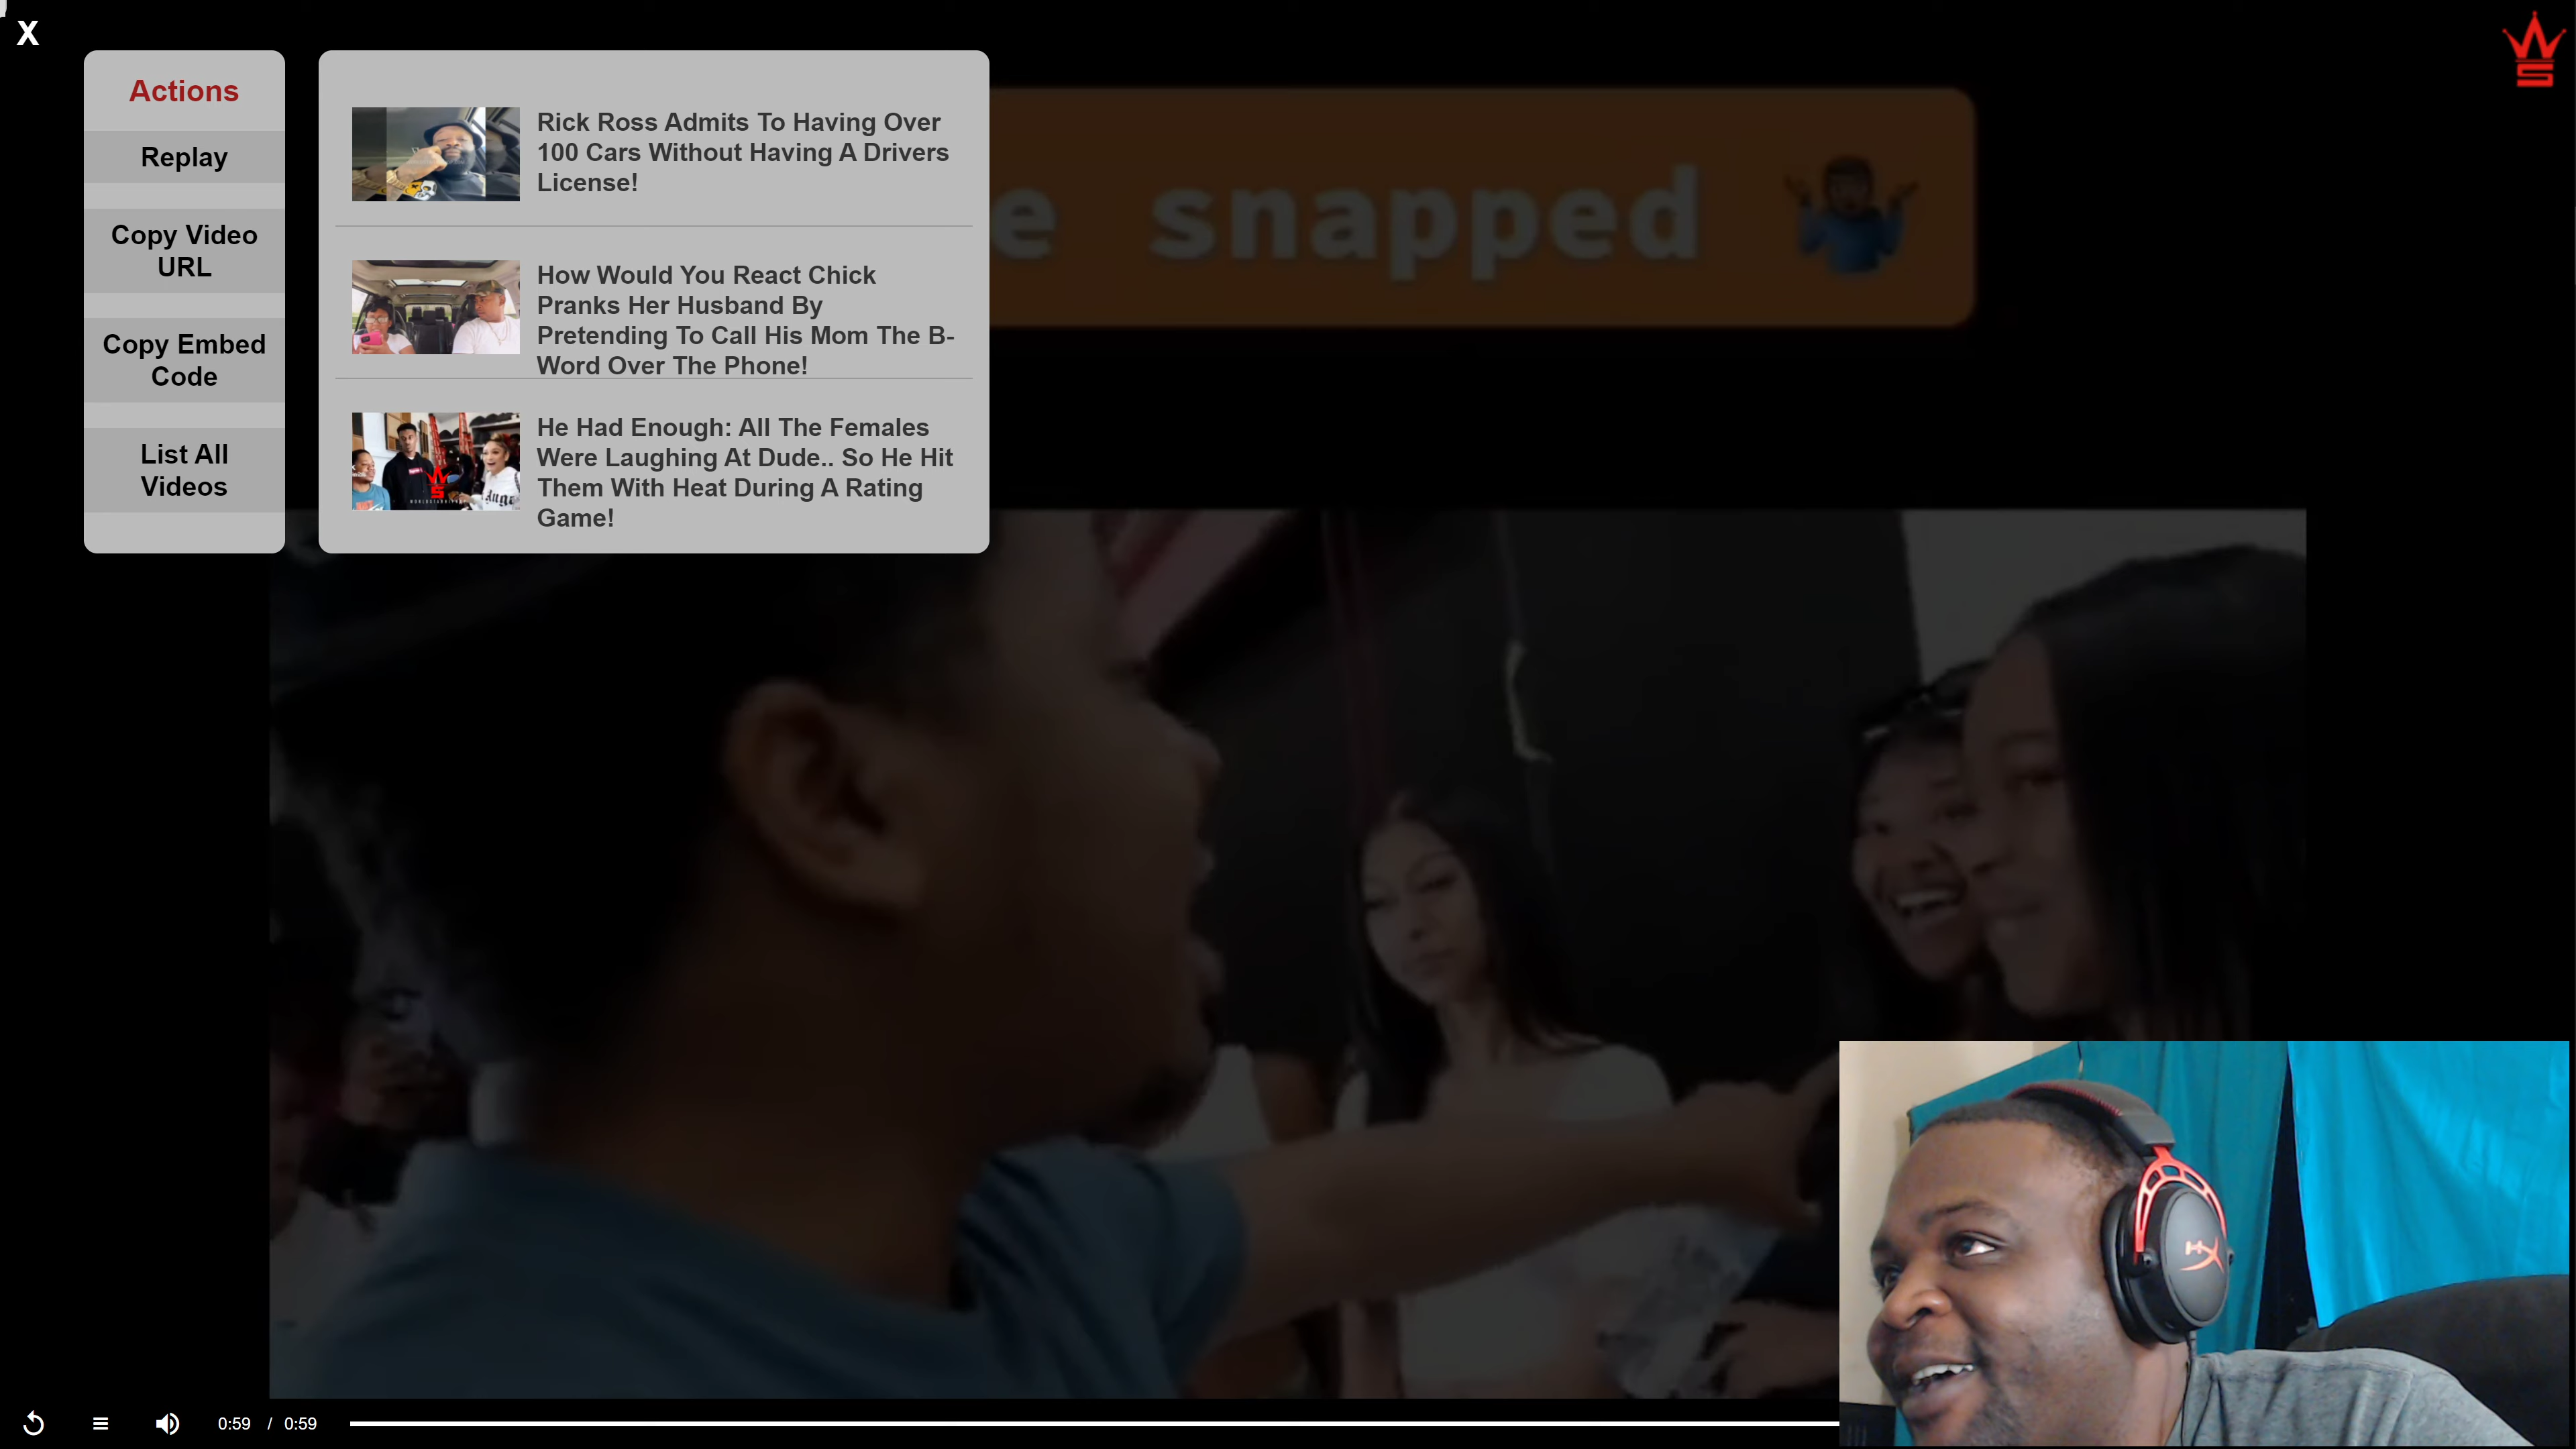 X
Actions
Replay
Copy Video
URL
Copy Embed
Code
List All
Videos
Rick Ross Admits To Having Over
100 Cars Without Having A Drivers
License!
How Would You React Chick
Pranks Her Husband By
Pretending To Call His Mom The B-
Word Over The Phone!
He Had Enough: All The Females
Were Laughing At Dude.. So He Hit
Them With Heat During A Rating
Game!
e snapped
WS
HX
0:59 / 0:59